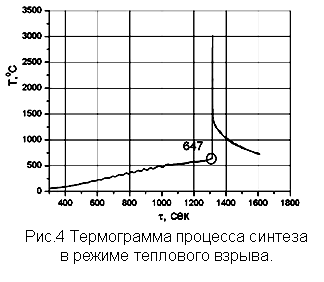 3500
3000
2500
2000
1500
1000
500
0
T,°C
647
400 600 800 1000 1200 1400 1600 1800
τ, сек
Рис.4 Термограмма процесса синтеза
в режиме теплового взрыва.